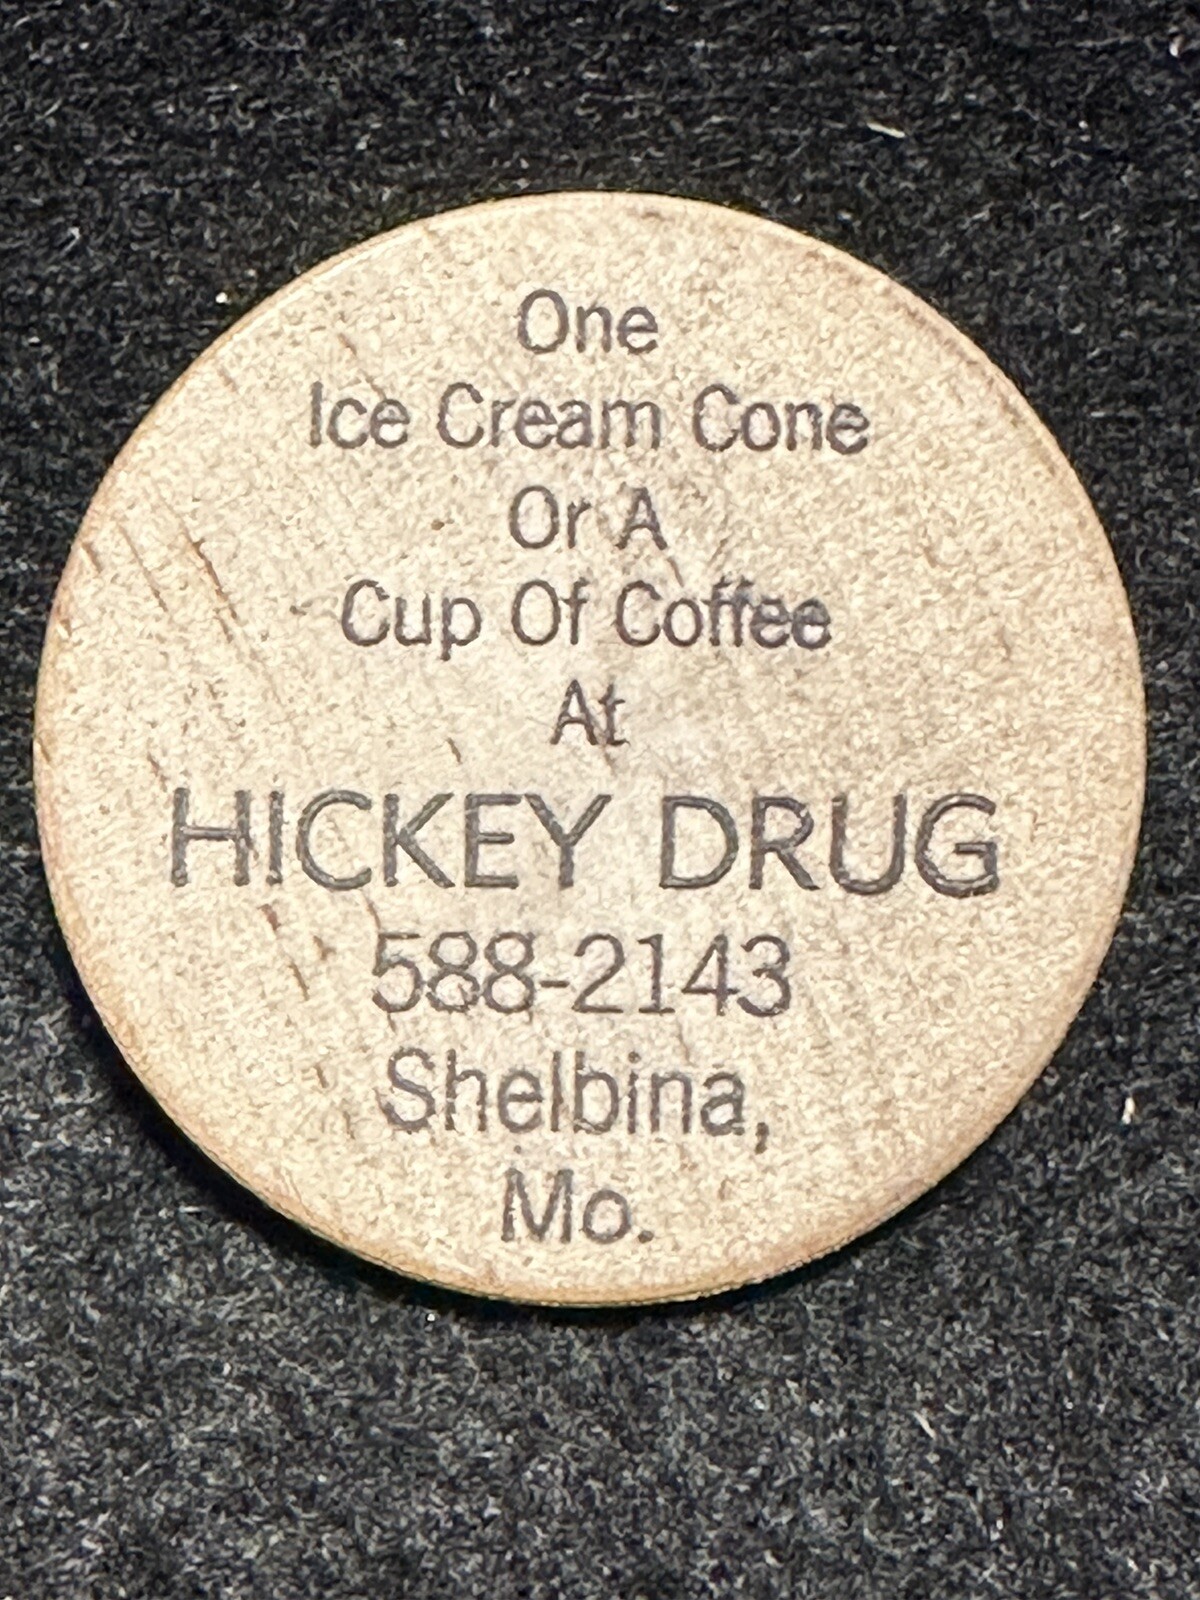 One
Ice Cream Cone
Or A
Cup Of Coffee
At
HICKEY DRUG
588-2143
Shelbina,
Mo.